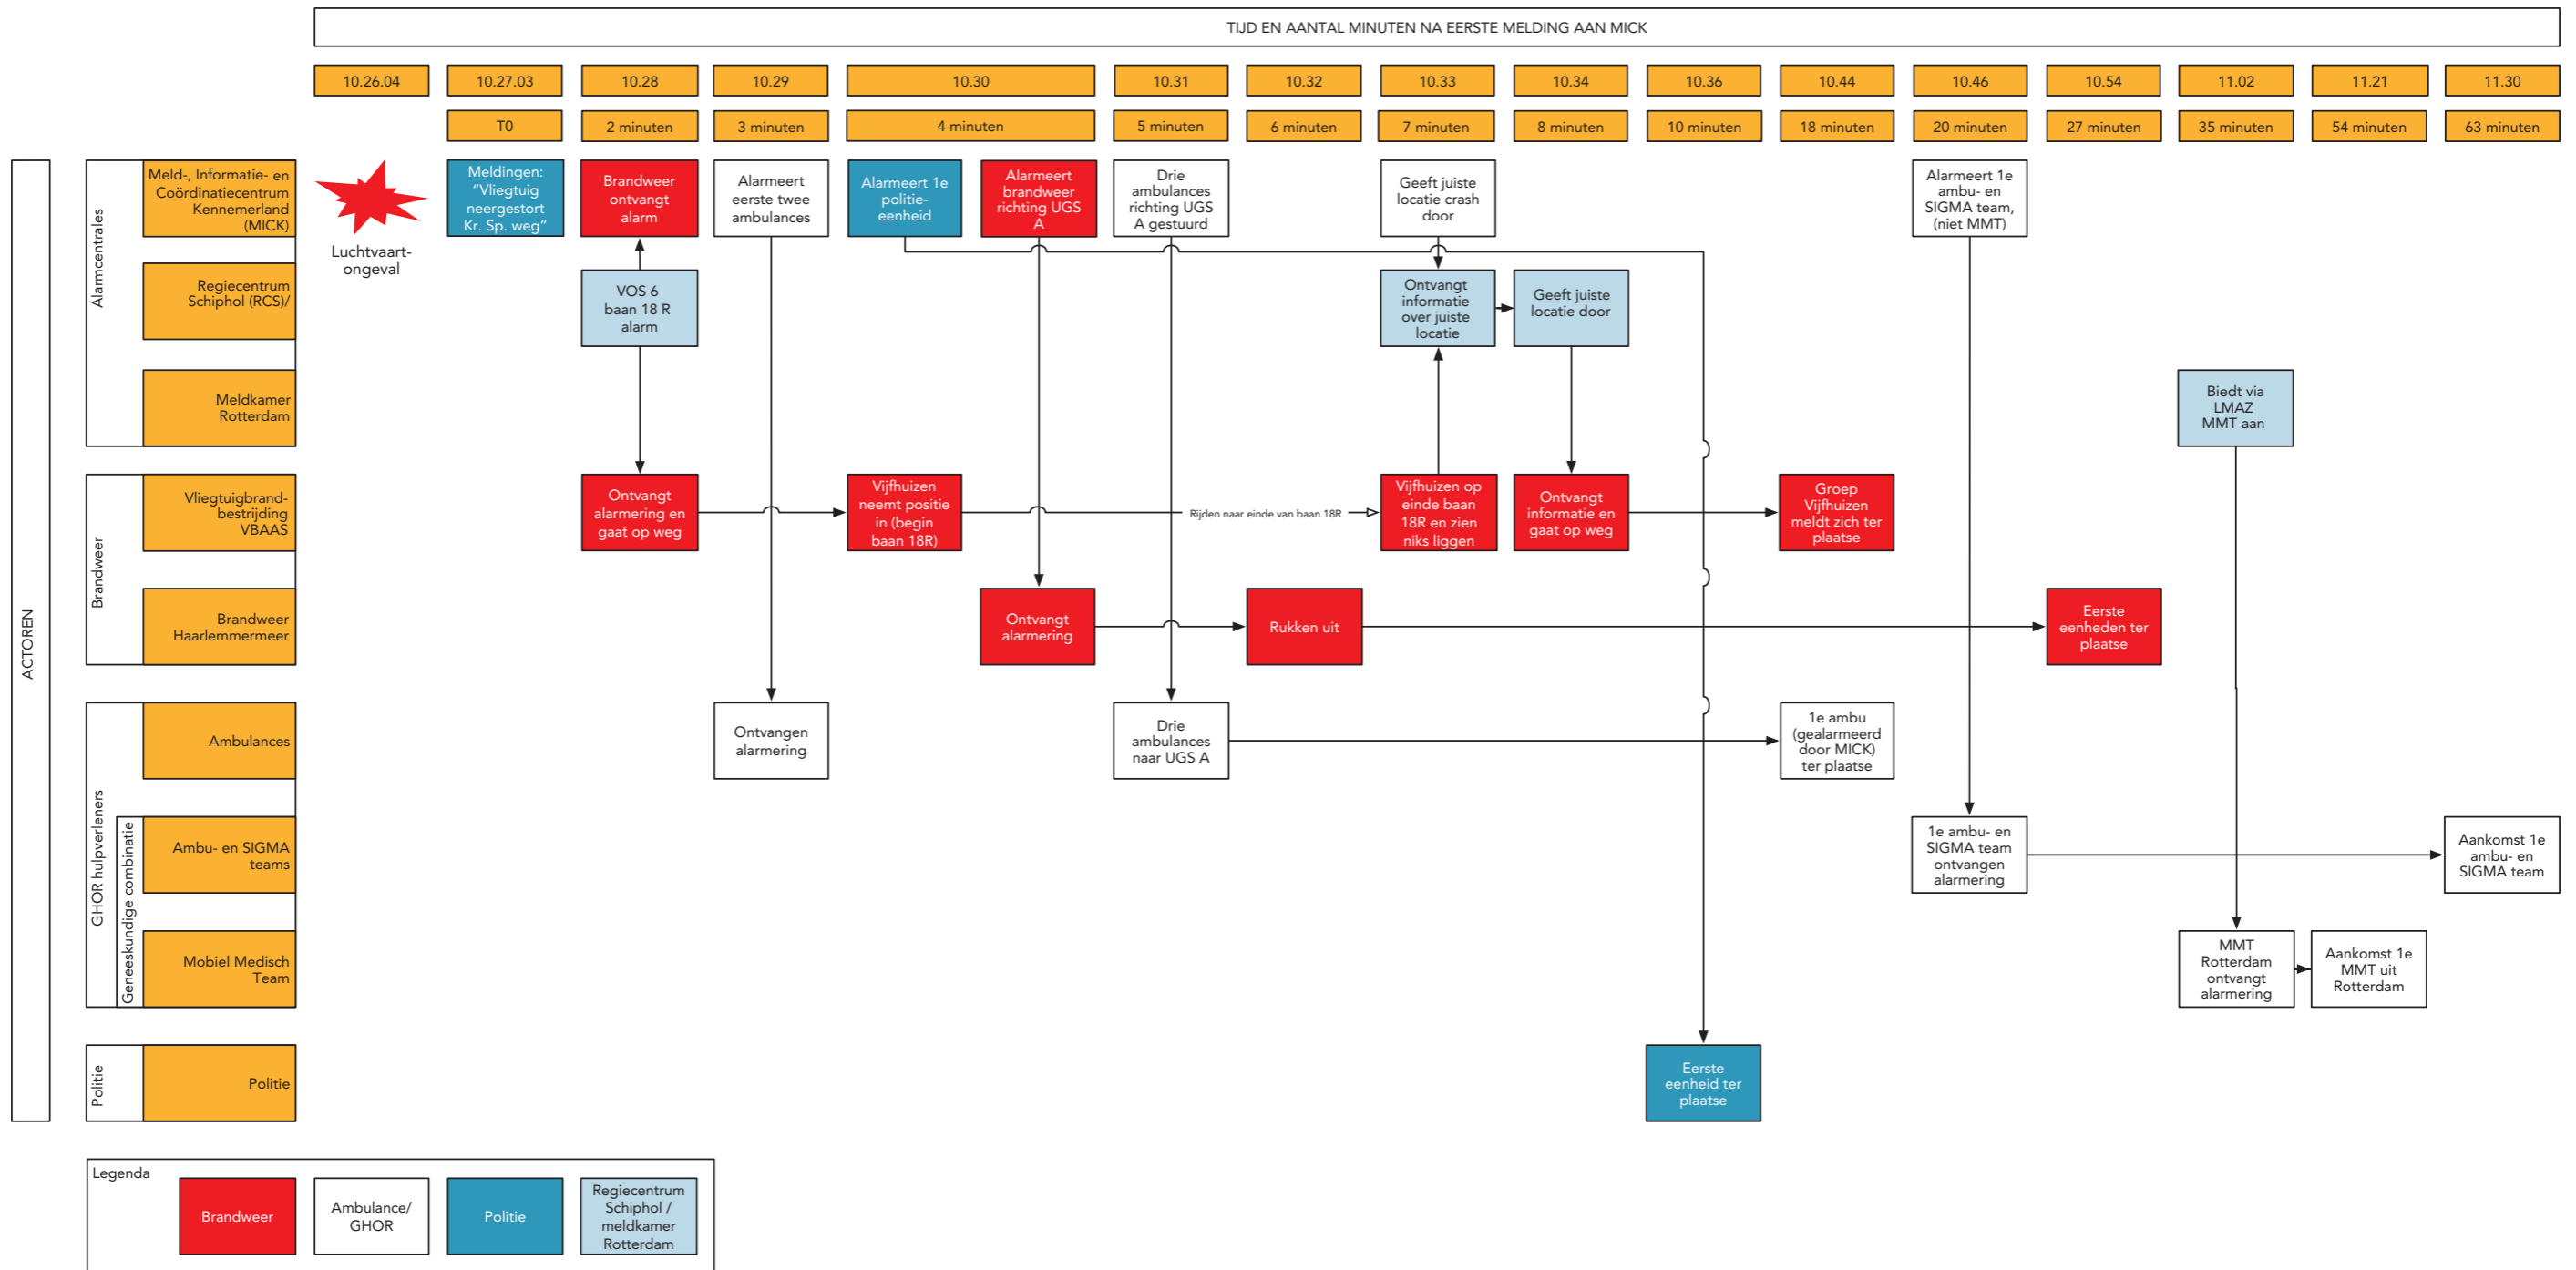 TIJD EN AANTAL MINUTEN NA EERSTE MELDING AAN MICK
10.26.04
10.27.03
10.28
10.29
10.30
10.31
10.32
10.33
10.34
10.36
10.44
10.46
10.54
11.02
11.21
11.30
T0
2 minuten
3 minuten
4 minuten
5 minuten
6 minuten
7 minuten
8 minuten
10 minuten
18 minuten
20 minuten
27 minuten
35 minuten
54 minuten
63 minuten
ACTOREN
Alarmcentrales
Meld-, Informatie- en
Coördinatiecentrum
Kennemerland
(MICK)
Luchtvaart-
ongeval
Meldingen:
“Vliegtuig
neergestort
Kr. Sp. weg”
Brandweer
ontvangt
alarm
Alarmeert
eerste twee
ambulances
Alarmeert 1e
politie-
eenheid
Alarmeert
brandweer
richting UGS
A
Drie
ambulances
richting UGS
A gestuurd
Geeft juiste
locatie crash
door
Alarmeert 1e
ambu- en
SIGMA team,
(niet MMT)
Regiecentrum
Schiphol (RCS)/
VOS 6
baan 18 R
alarm
Ontvangt
informatie
over juiste
locatie
Geeft juiste
locatie door
Meldkamer
Rotterdam
Biedt via
LMAZ
MMT aan
Brandweer
Vliegtuigbrand-
bestrijding
VBAAS
Ontvangt
alarmering en
gaat op weg
Vijfhuizen
neemt positie
in (begin
baan 18R)
Rijden naar einde van baan 18R
Vijfhuizen op
einde baan
18R en zien
niks liggen
Ontvangt
informatie en
gaat op weg
Groep
Vijfhuizen
meldt zich ter
plaatse
Brandweer
Haarlemmermeer
Ontvangt
alarmering
Rukken uit
Eerste
eenheden ter
plaatse
GHOR hulpverleners
Ambulances
Ontvangen
alarmering
Drie
ambulances
naar UGS A
1e ambu
(gealarmeerd
door MICK)
ter plaatse
Geneeskundige combinatie
Ambu- en SIGMA
teams
1e ambu- en
SIGMA team
ontvangen
alarmering
Aankomst 1e
ambu- en
SIGMA team
Mobiel Medisch
Team
MMT
Rotterdam
ontvangt
alarmering
Aankomst 1e
MMT uit
Rotterdam
Politie
Politie
Eerste
eenheid ter
plaatse
Legenda
Brandweer
Ambulance/
GHOR
Politie
Regiecentrum
Schiphol /
meldkamer
Rotterdam